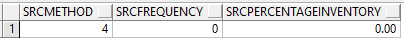 SRCMETHOD SRCFREQUENCY SRCPERCENTAGEINVENTORY
1 4 0 0.00